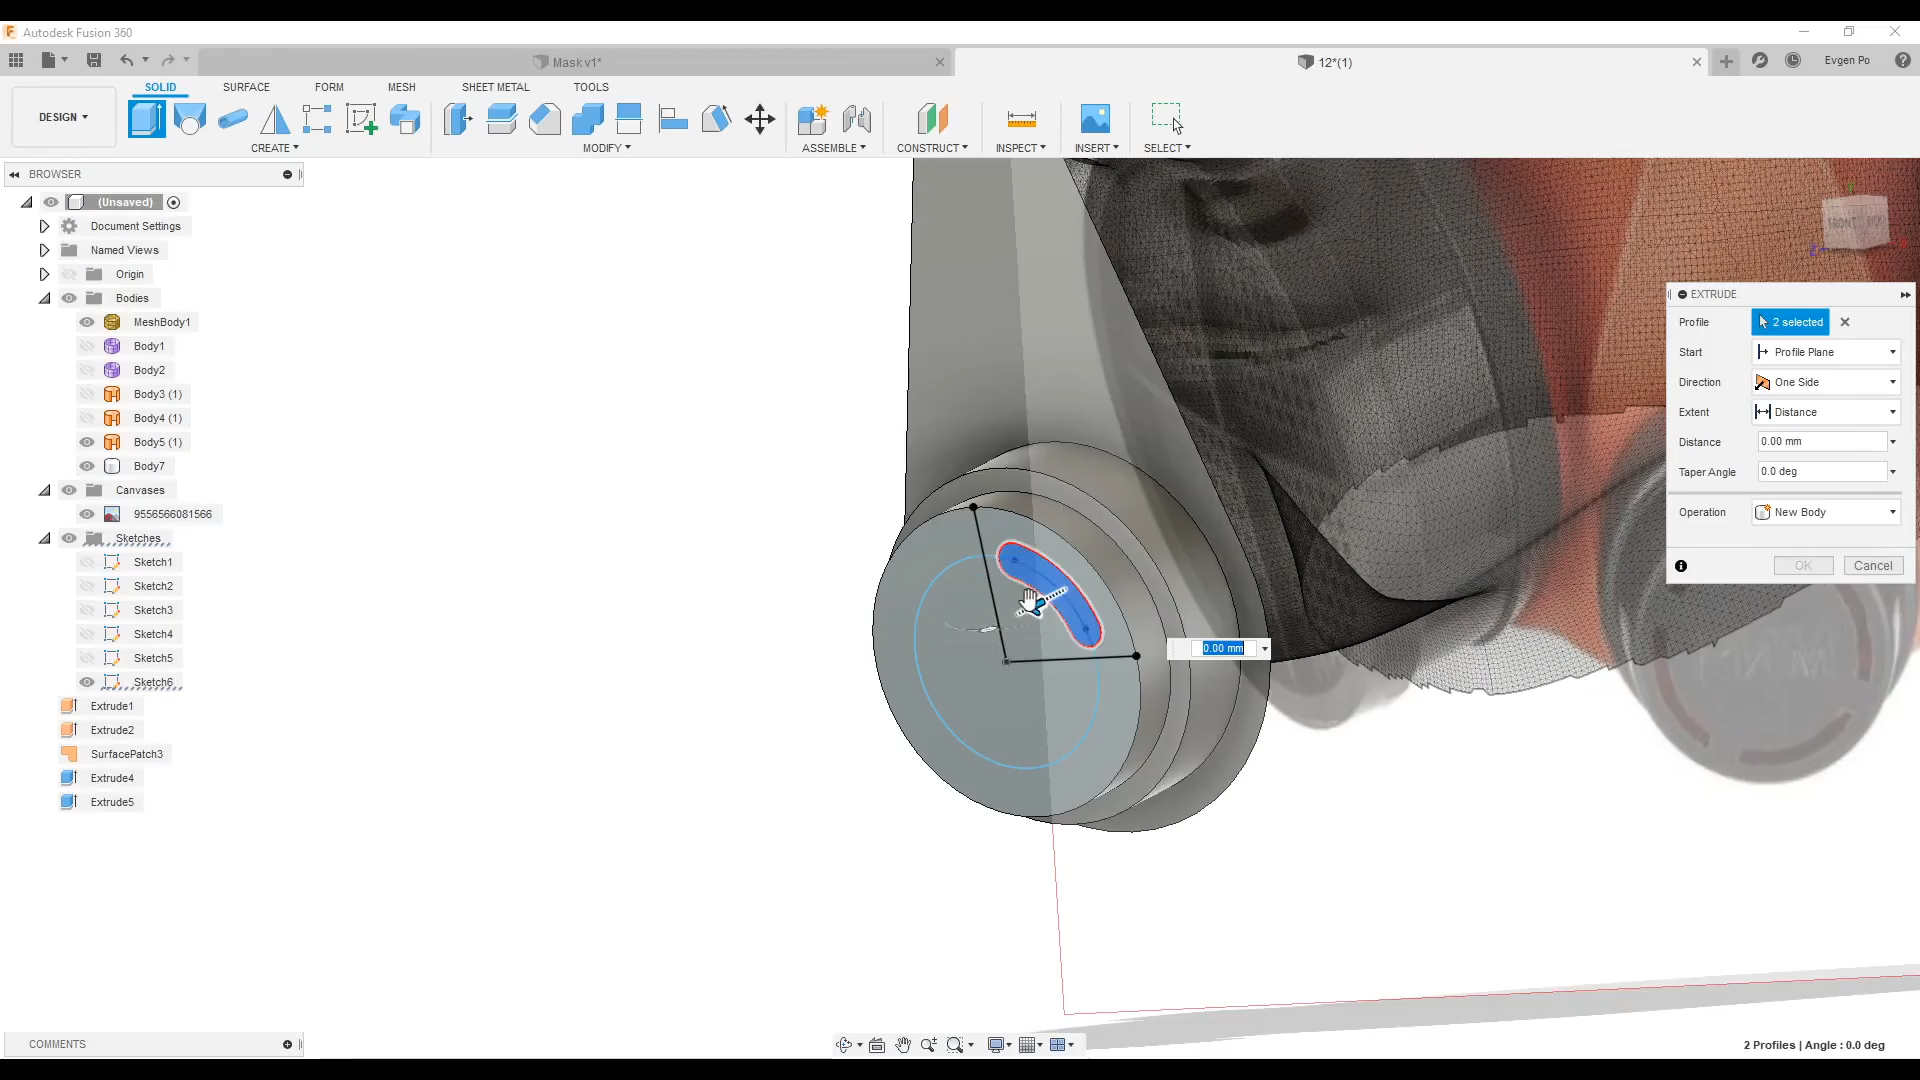 Autodesk Fusion 360
Mask v1*
12*(1)
Evgen Po
DESIGN
SOLID
SURFACE
FORM
MESH
SHEET METAL
TOOLS
CREATE
MODIFY
ASSEMBLE
CONSTRUCT
INSPECT
INSERT
SELECT
BROWSER
(Unsaved)
Document Settings
Named Views
Origin
Bodies
MeshBody1
Body1
Body2
Body3 (1)
Body4 (1)
Body5 (1)
Body7
Canvases
9556566081566
Sketches
Sketch1
Sketch2
Sketch3
Sketch4
Sketch5
Sketch6
Extrude1
Extrude2
SurfacePatch3
Extrude4
Extrude5
FRONT
0.00 mm
EXTRUDE
Profile 2 selected
Start Profile Plane
Direction One Side
Extent Distance
Distance 0.00 mm
Taper Angle 0.0 deg
Operation New Body
OK Cancel
COMMENTS
2 Profiles | Angle : 0.0 deg